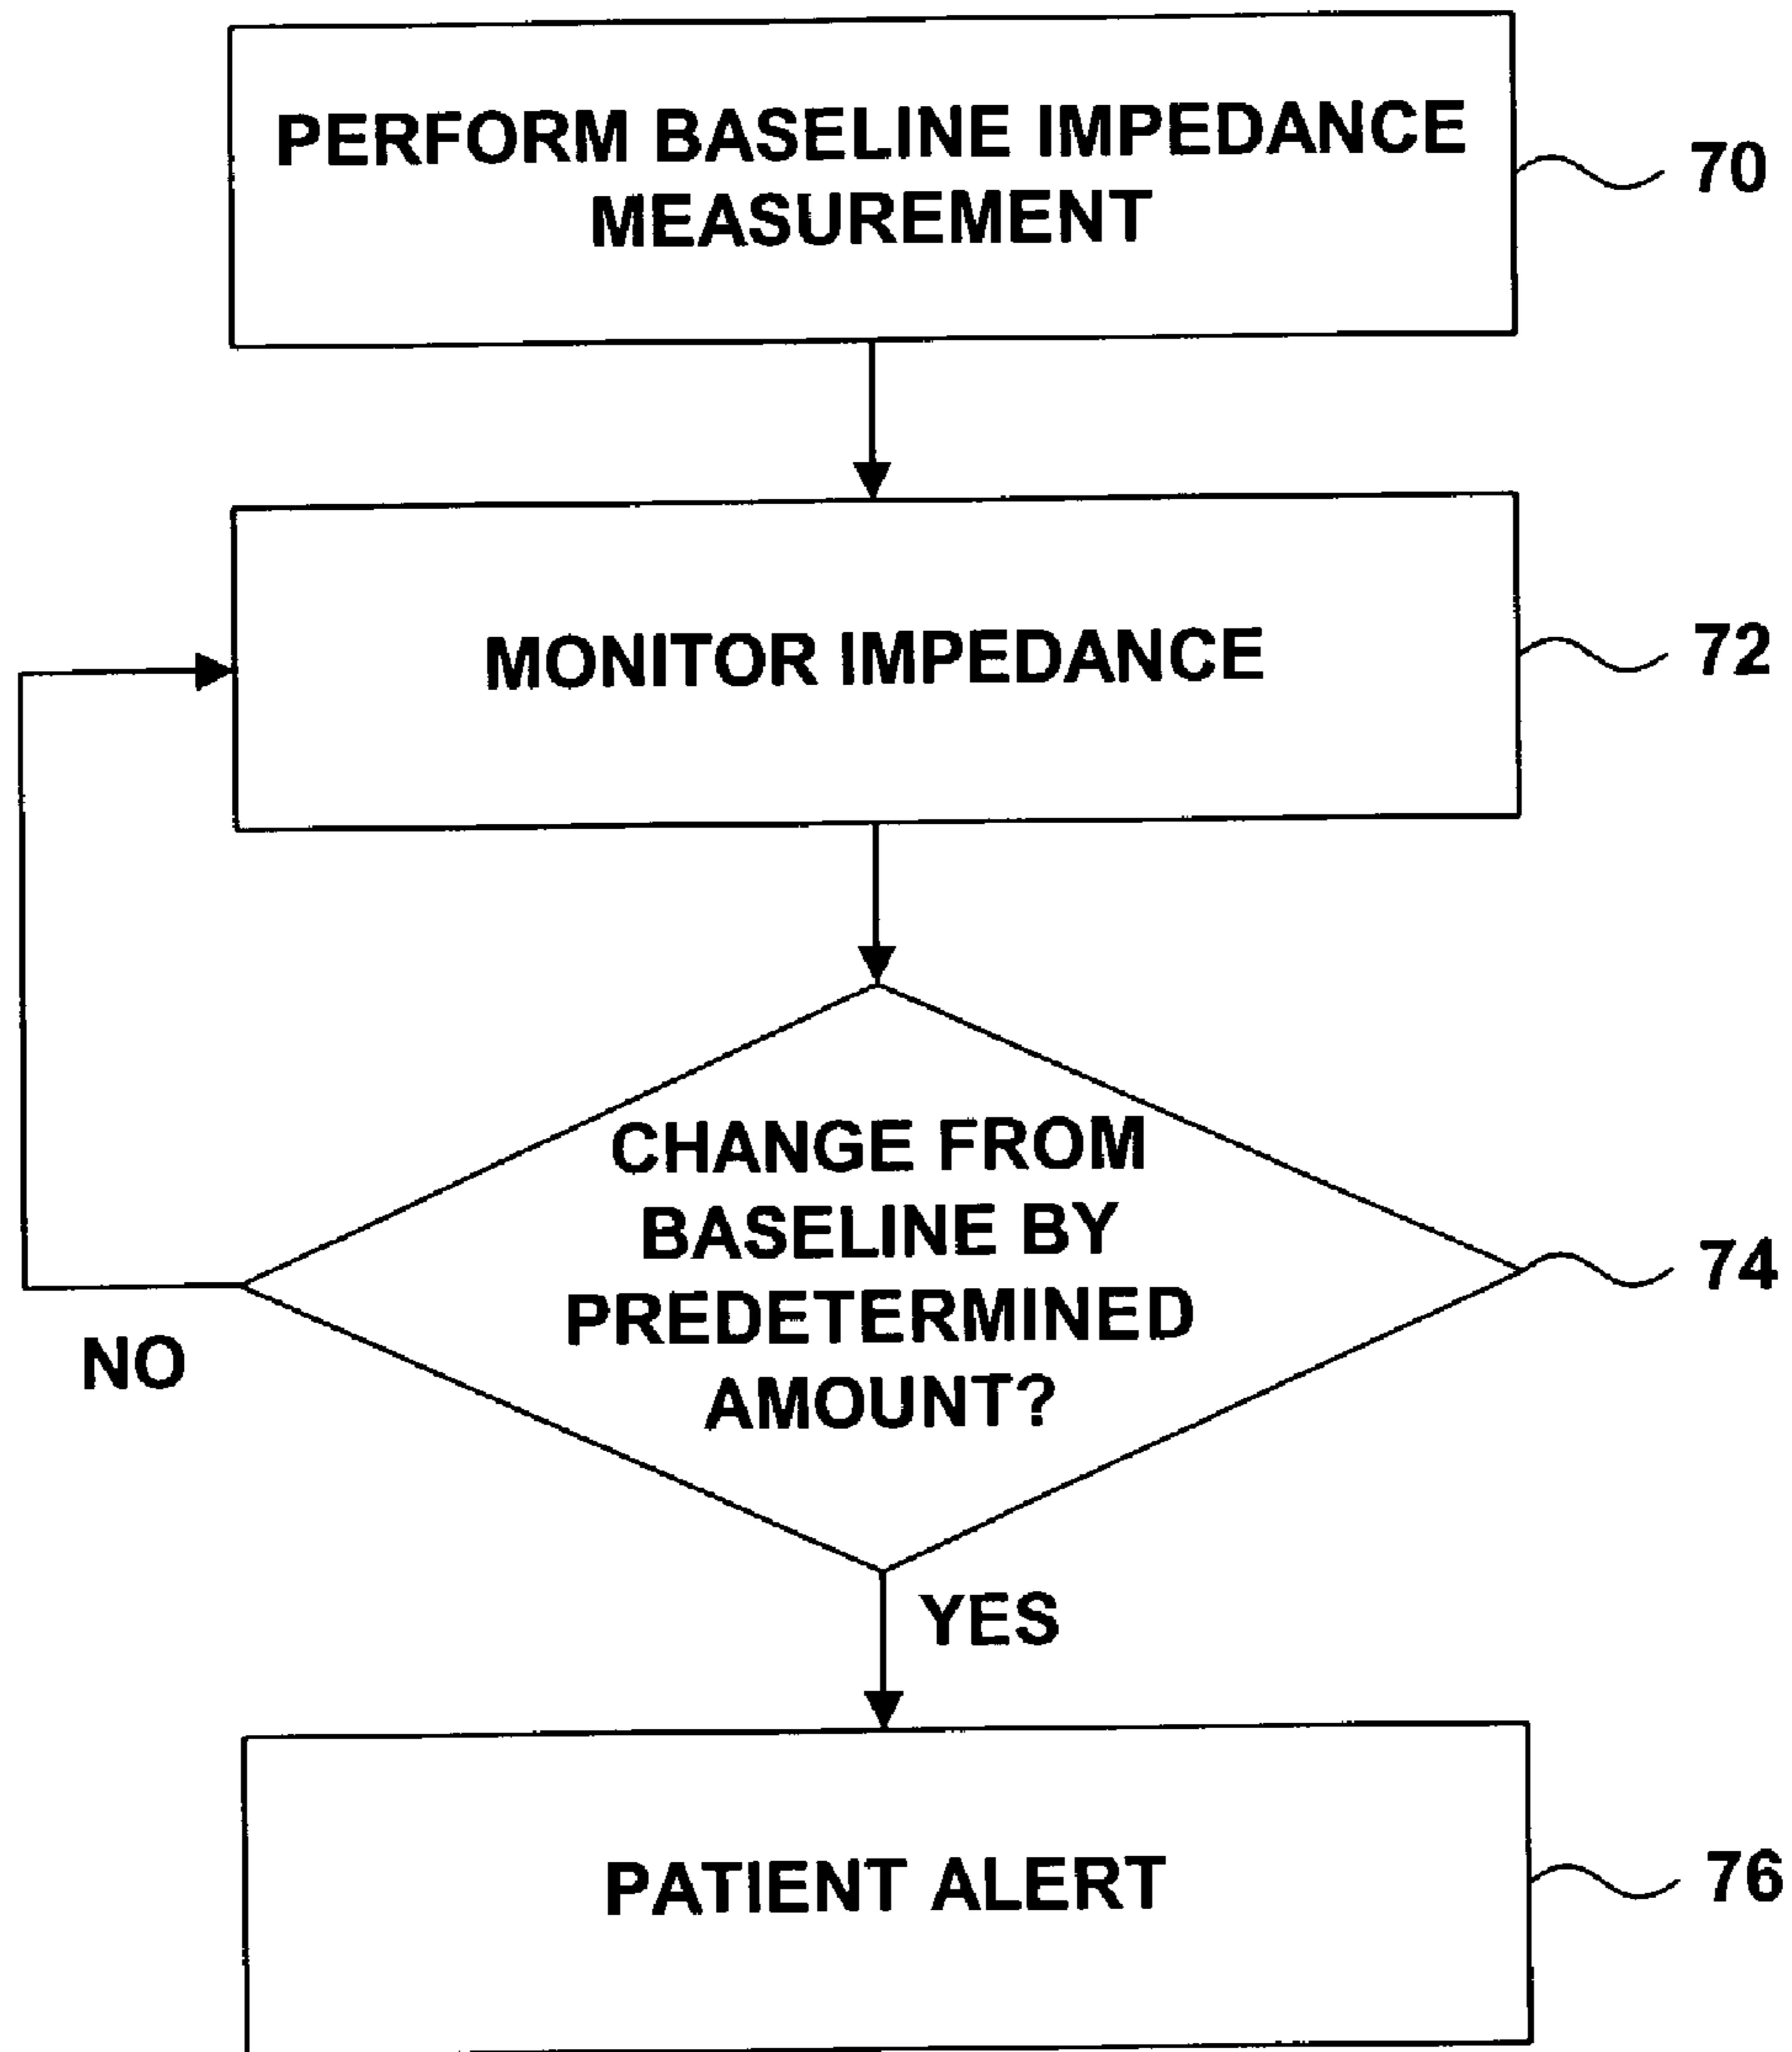 PERFORM BASELINE IMPEDANCE
MEASUREMENT
70
MONITOR IMPEDANCE
72
CHANGE FROM
BASELINE BY
PREDETERMINED
AMOUNT?
74
NO
YES
PATIENT ALERT
76